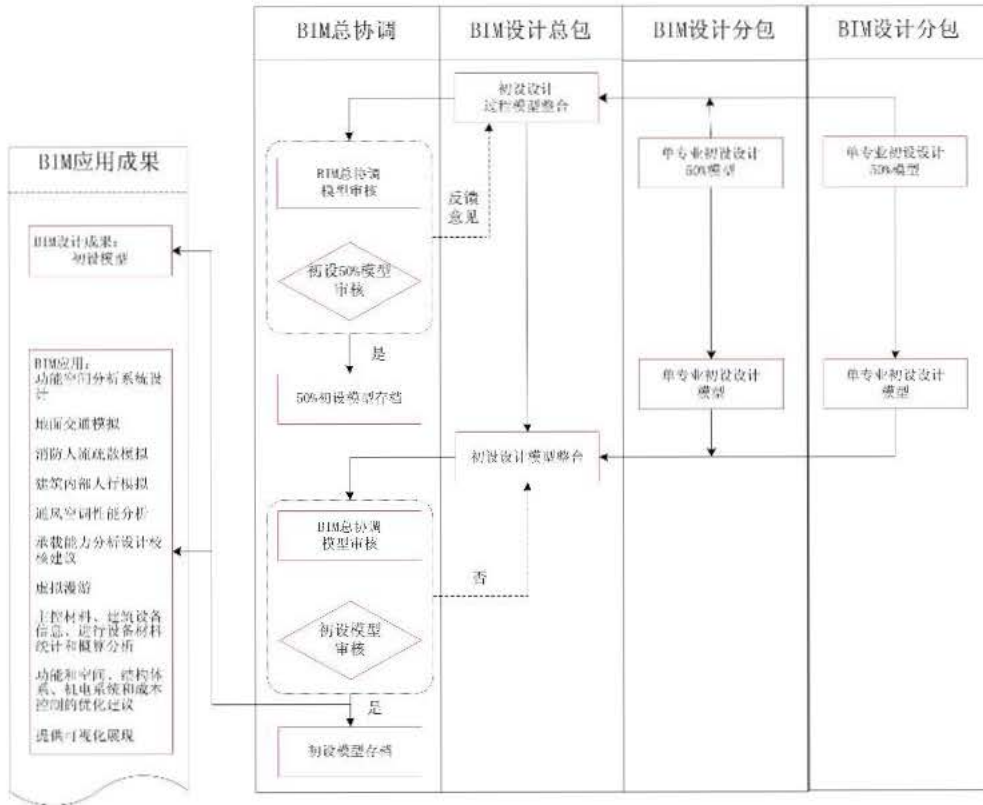 BIM总协调
BIM设计总包
BIM设计分包
BIM设计分包
初设设计
过程模型整合
BIM总协调
模型审核
反馈
意见
初设50%模型
审核
是
50%初设模型存档
单专业初设设计
50%模型
单专业初设设计
50%模型
单专业初设设计
模型
单专业初设设计
模型
初设设计模型整合
BIM总协调
模型审核
否
初设模型
审核
是
初设模型存档
BIM应用成果
BIM设计成果:
初设模型
BIM应用:
功能空间分析系统设
计
地面交通模拟
消防人流疏散模拟
建筑内部人行模拟
通风空调性能分析
承载能力分析设计校
核建议
虚拟漫游
主控材料、建筑设备
信息、进行设备材料
统计和概算分析
功能和空间、结构体
系、机电系统和成本
控制的优化建议
提供可视化展现